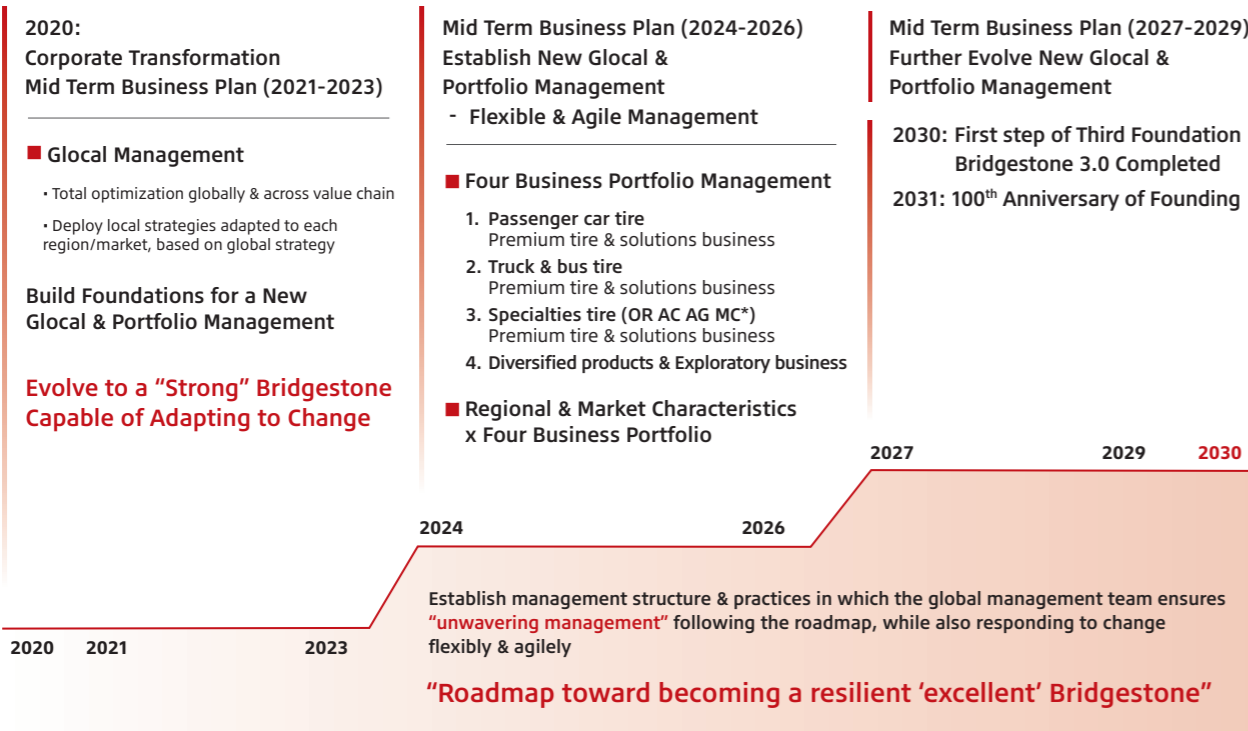 2020:
Corporate Transformation
Mid Term Business Plan (2021-2023)
■ Glocal Management
・Total optimization globally & across value chain
・Deploy local strategies adapted to each
region/market, based on global strategy
Build Foundations for a New
Glocal & Portfolio Management
Evolve to a “Strong” Bridgestone
Capable of Adapting to Change
Mid Term Business Plan (2024-2026)
Establish New Glocal &
Portfolio Management
- Flexible & Agile Management
■ Four Business Portfolio Management
1. Passenger car tire
Premium tire & solutions business
2. Truck & bus tire
Premium tire & solutions business
3. Specialties tire (OR AC AG MC*)
Premium tire & solutions business
4. Diversified products & Exploratory business
■ Regional & Market Characteristics
x Four Business Portfolio
Mid Term Business Plan (2027-2029)
Further Evolve New Glocal &
Portfolio Management
2030: First step of Third Foundation
Bridgestone 3.0 Completed
2031: 100th Anniversary of Founding
2027 2029 2030
2024 2026
2020 2021 2023
Establish management structure & practices in which the global management team ensures
“unwavering management” following the roadmap, while also responding to change
flexibly & agilely
“Roadmap toward becoming a resilient ‘excellent’ Bridgestone”